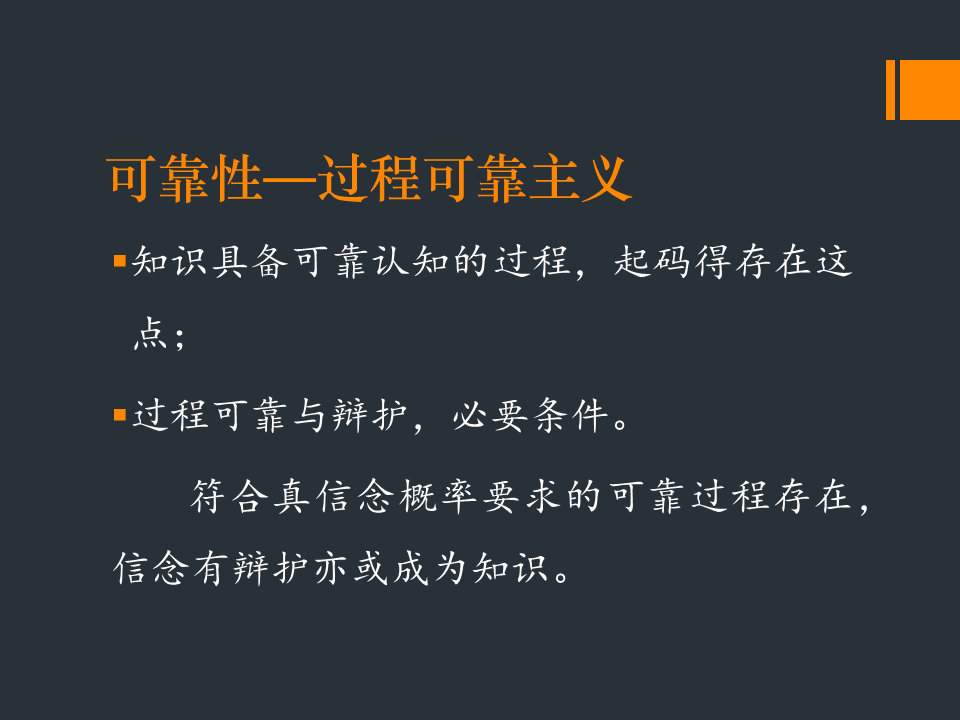 可靠性—过程可靠主义
▪知识具备可靠认知的过程，起码得存在这
点；
▪过程可靠与辩护，必要条件。
符合真信念概率要求的可靠过程存在，
信念有辩护亦或成为知识。